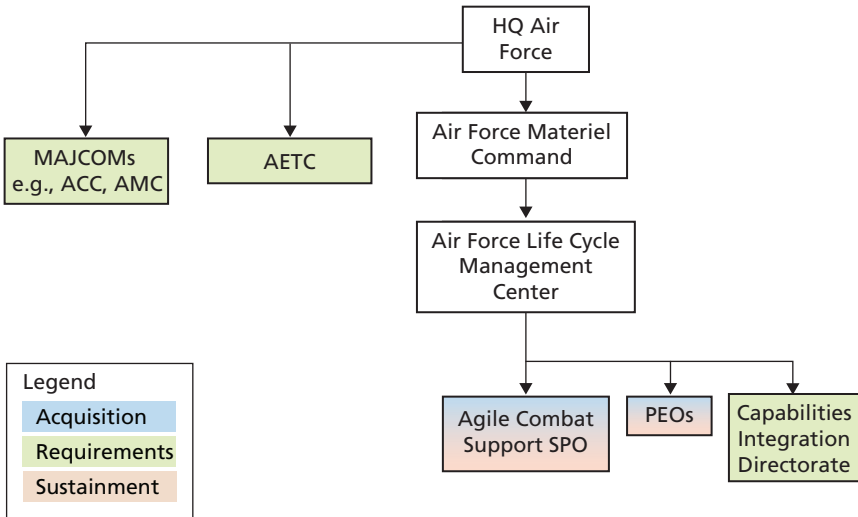 HQ Air
Force
MAJCOMs
e.g., ACC, AMC
AETC
Air Force Materiel
Command
Air Force Life Cycle
Management
Center
Agile Combat
Support SPO
PEOs
Capabilities
Integration
Directorate
Legend
Acquisition
Requirements
Sustainment